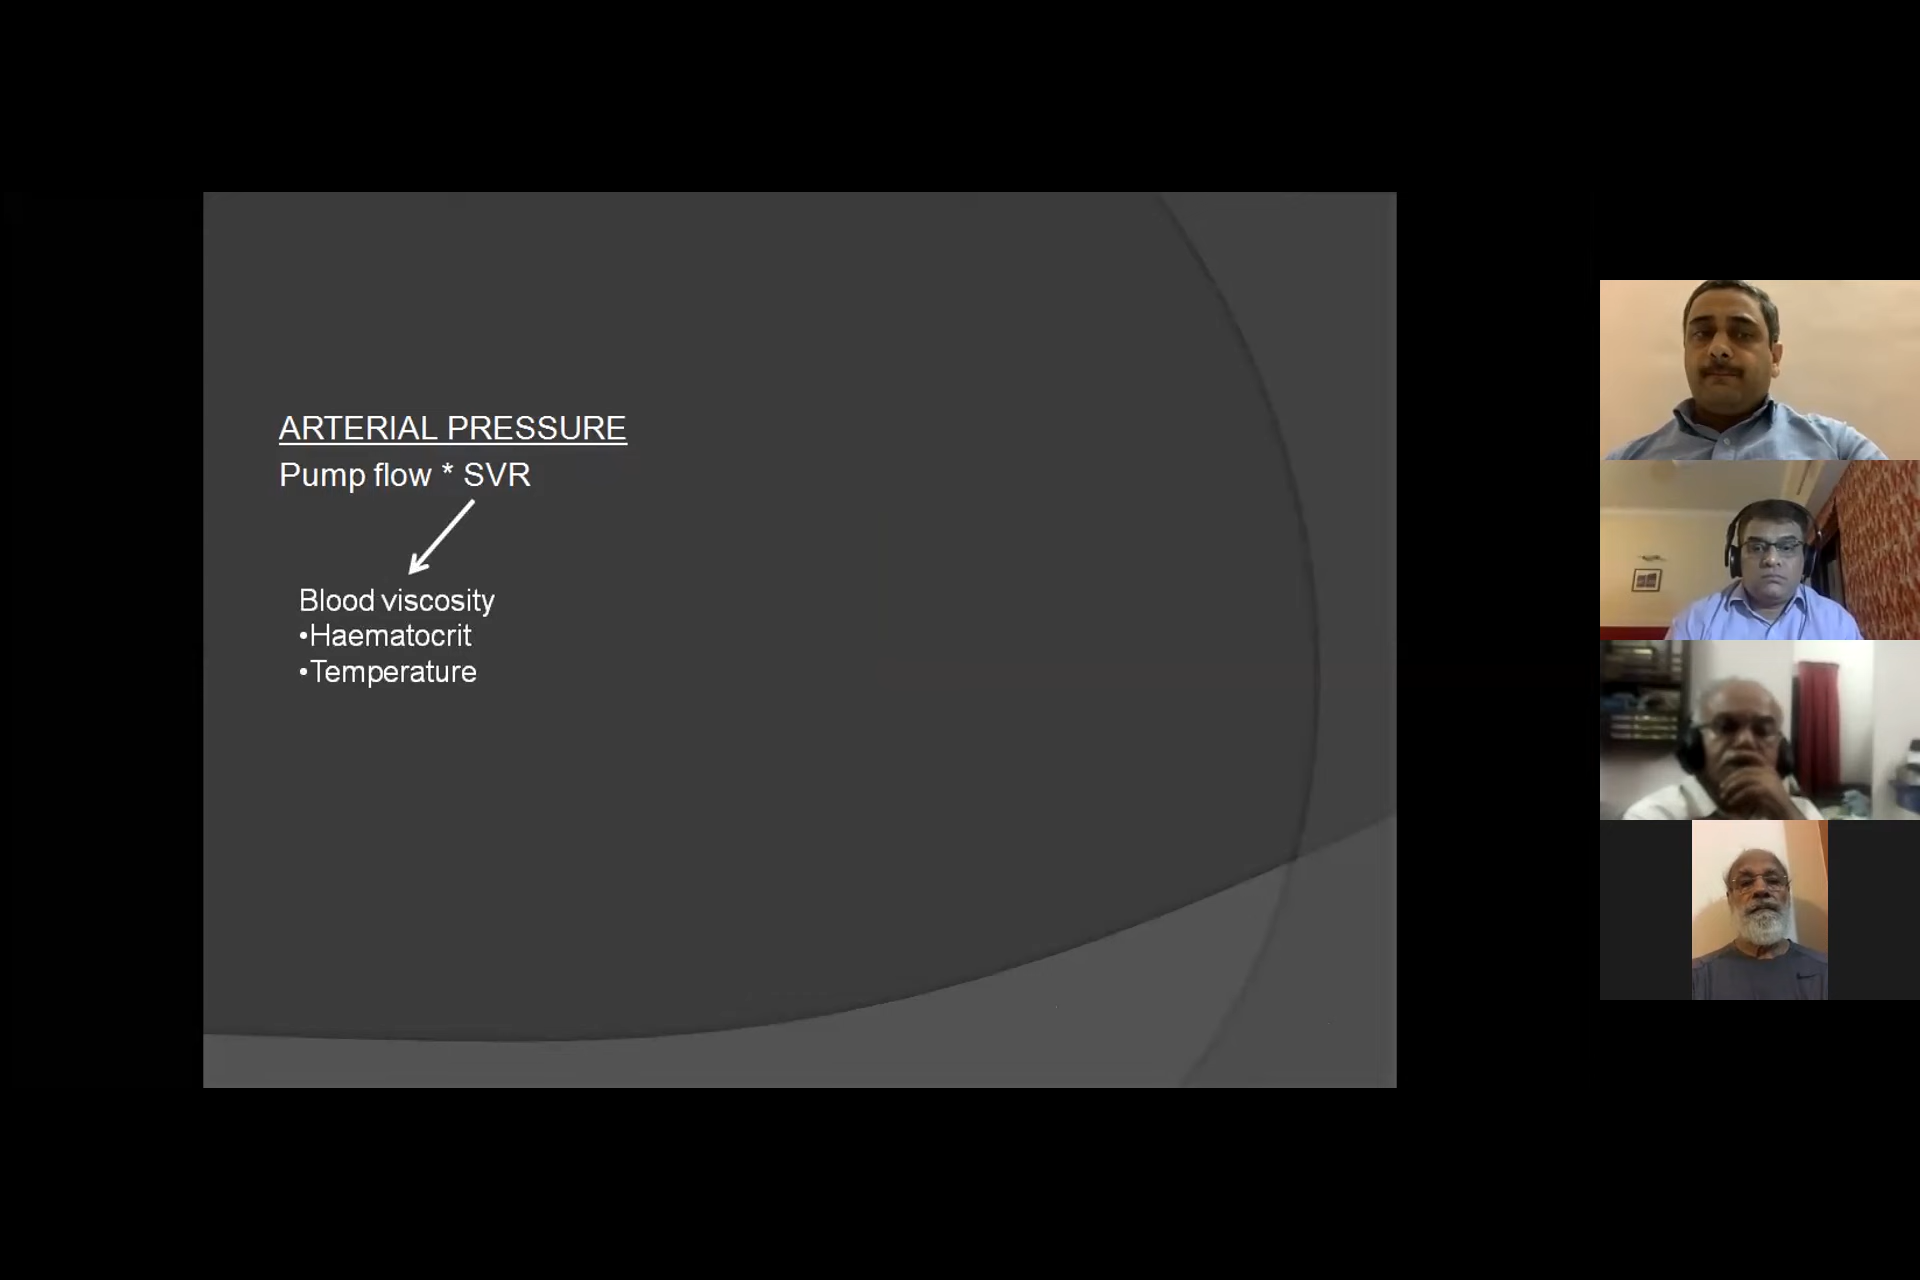 ARTERIAL PRESSURE
Pump flow * SVR
Blood viscosity
•Haematocrit
•Temperature